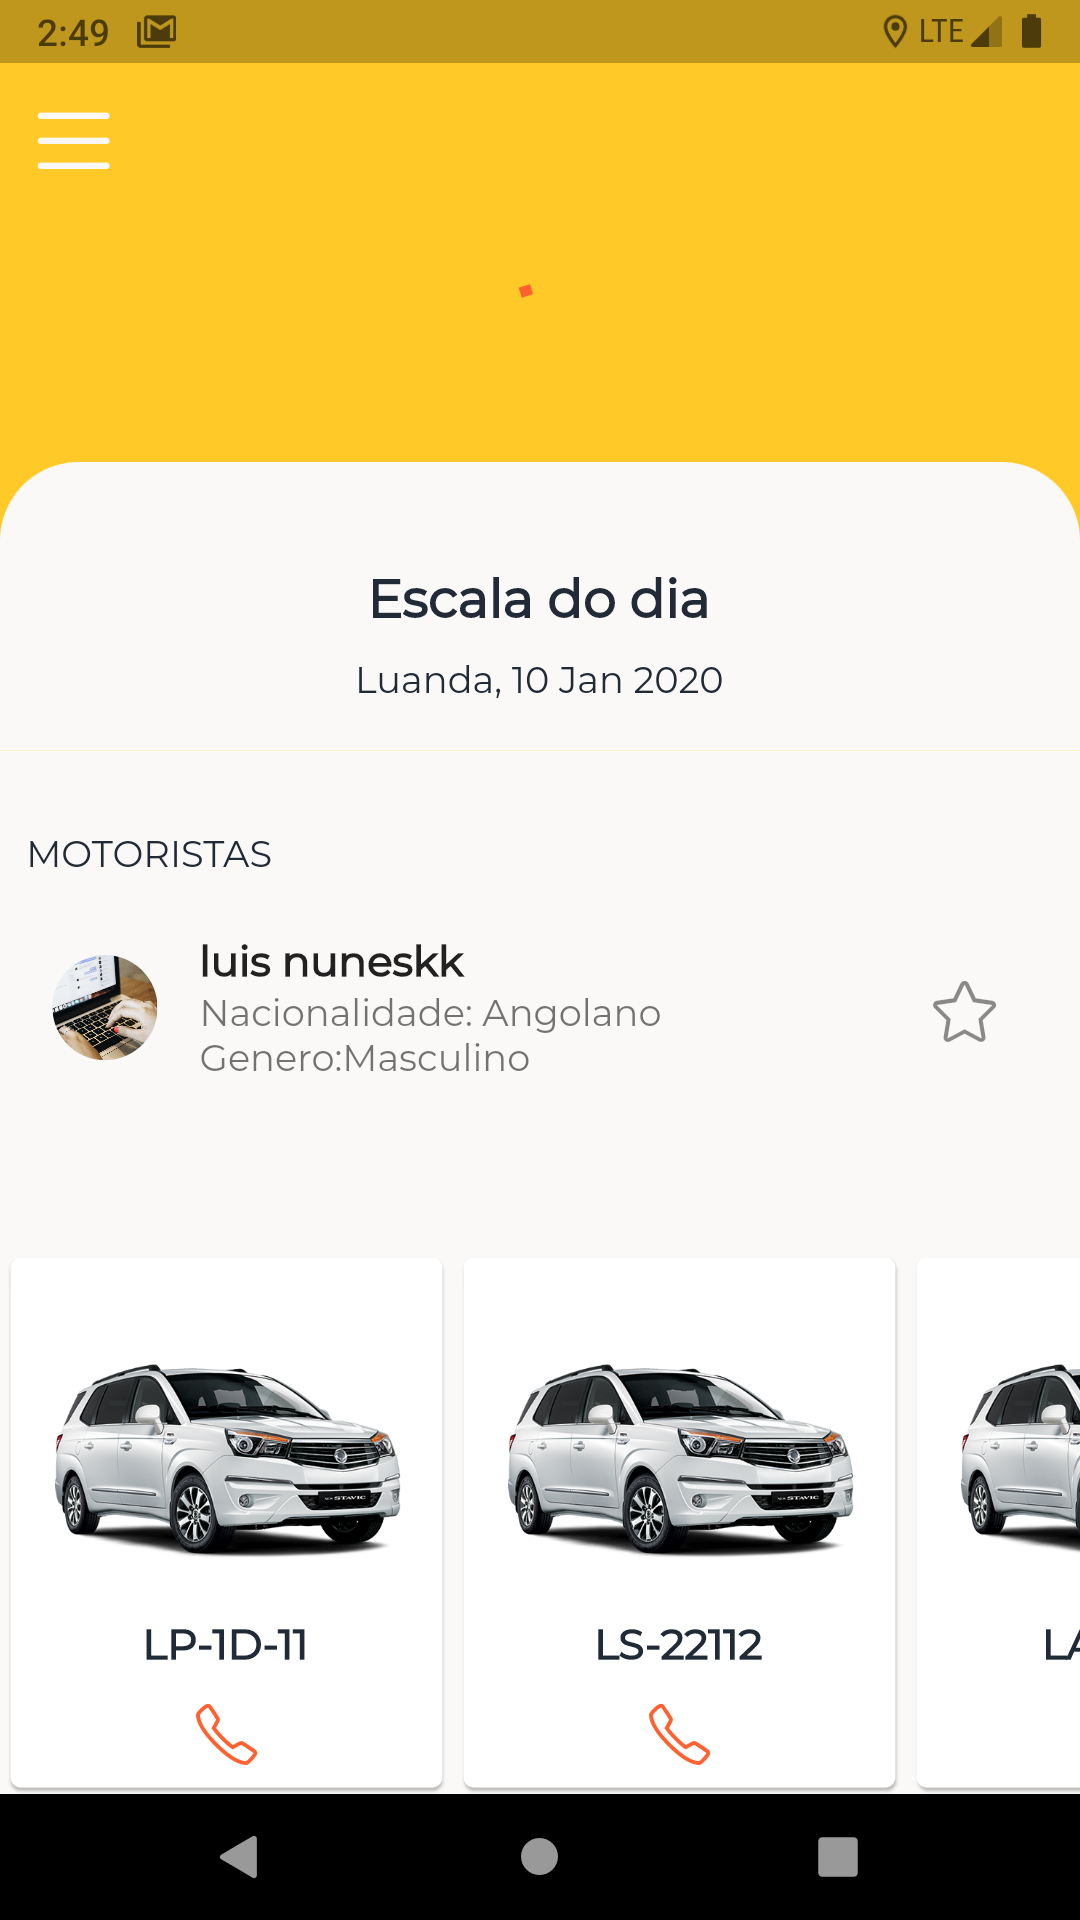 2:49
LTE
Escala do dia
Luanda, 10 Jan 2020
MOTORISTAS
luis nuneskk
Nacionalidade: Angolano
Genero:Masculino
LP-1D-11
LS-22112